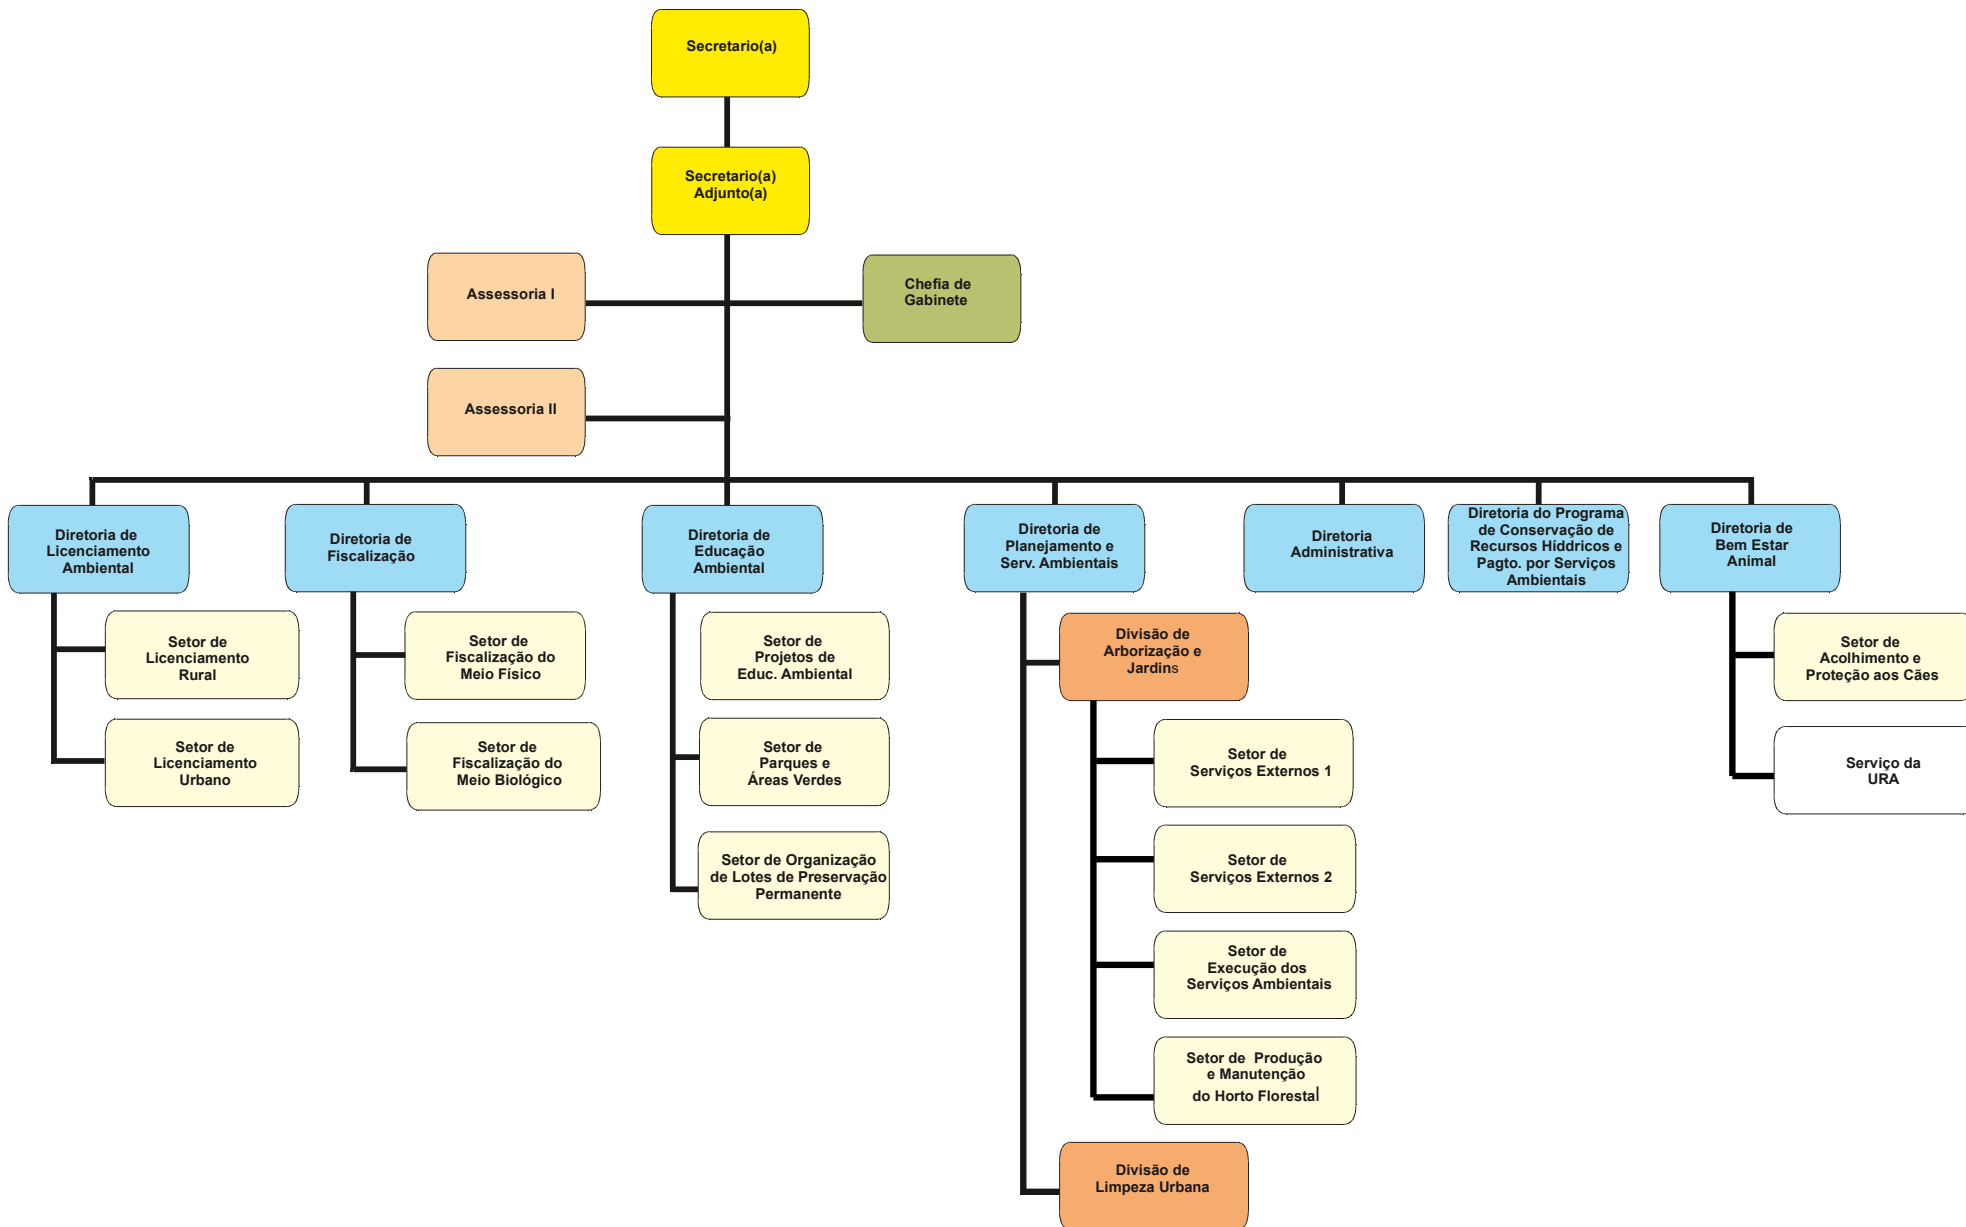 Secretario(a)
Secretario(a)
Adjunto(a)
Assessoria I
Chefia de
Gabinete
Assessoria II
Diretoria de
Licenciamento
Ambiental
Diretoria de
Fiscalização
Diretoria de
Educação
Ambiental
Diretoria de
Planejamento e
Serv. Ambientais
Diretoria
Administrativa
Diretoria do Programa
de Conservação de
Recursos Híddricos e
Pagto. por Serviços
Ambientais
Diretoria de
Bem Estar
Animal
Setor de
Licenciamento
Rural
Setor de
Licenciamento
Urbano
Setor de
Fiscalização do
Meio Físico
Setor de
Fiscalização do
Meio Biológico
Setor de
Projetos de
Educ. Ambiental
Setor de
Parques e
Áreas Verdes
Setor de Organização
de Lotes de Preservação
Permanente
Divisão de
Arborização e
Jardins
Setor de
Serviços Externos 1
Setor de
Serviços Externos 2
Setor de
Execução dos
Serviços Ambientais
Setor de Produção
e Manutenção
do Horto Florestal
Divisão de
Limpeza Urbana
Setor de
Acolhimento e
Proteção aos Cães
Serviço da
URA